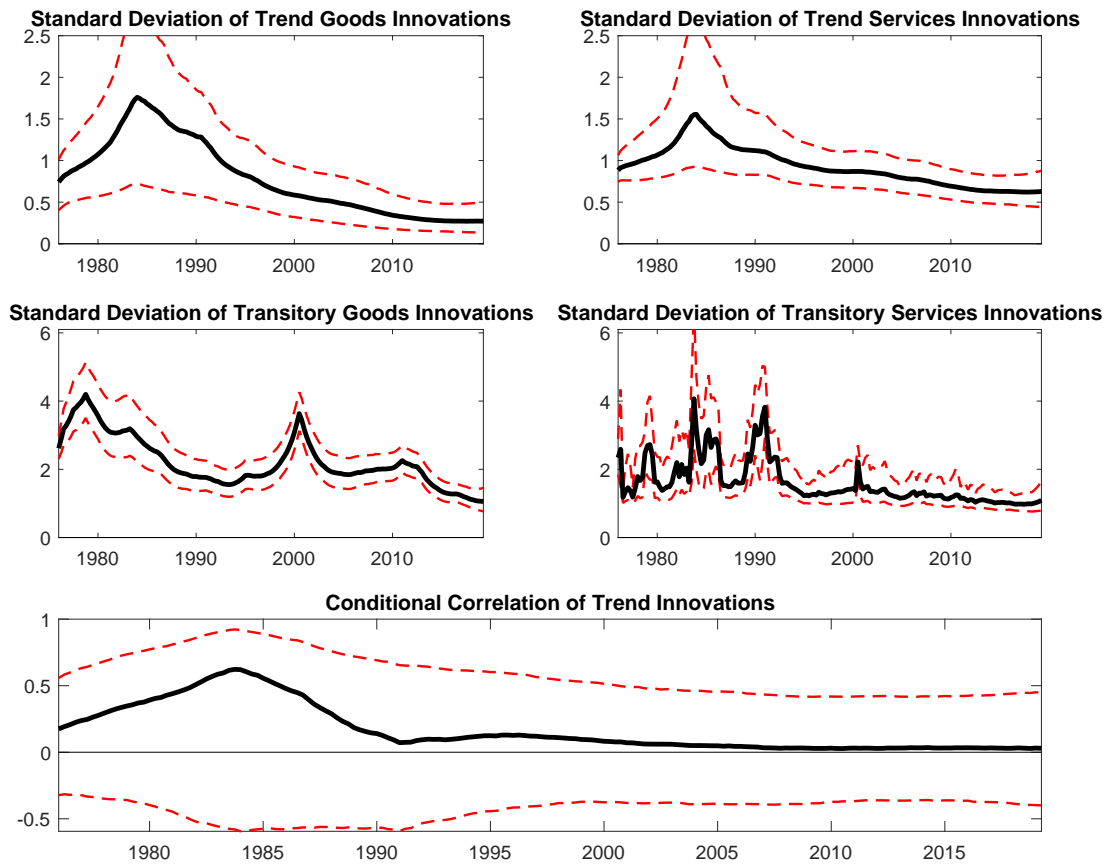 Standard Deviation of Trend Goods Innovations
2.5
2
1.5
1
0.5
0
1980 1990 2000 2010
Standard Deviation of Trend Services Innovations
2.5
2
1.5
1
0.5
0
1980 1990 2000 2010
Standard Deviation of Transitory Goods Innovations
6
4
2
0
1980 1990 2000 2010
Standard Deviation of Transitory Services Innovations
6
4
2
0
1980 1990 2000 2010
Conditional Correlation of Trend Innovations
1
0.5
0
-0.5
1980 1985 1990 1995 2000 2005 2010 2015